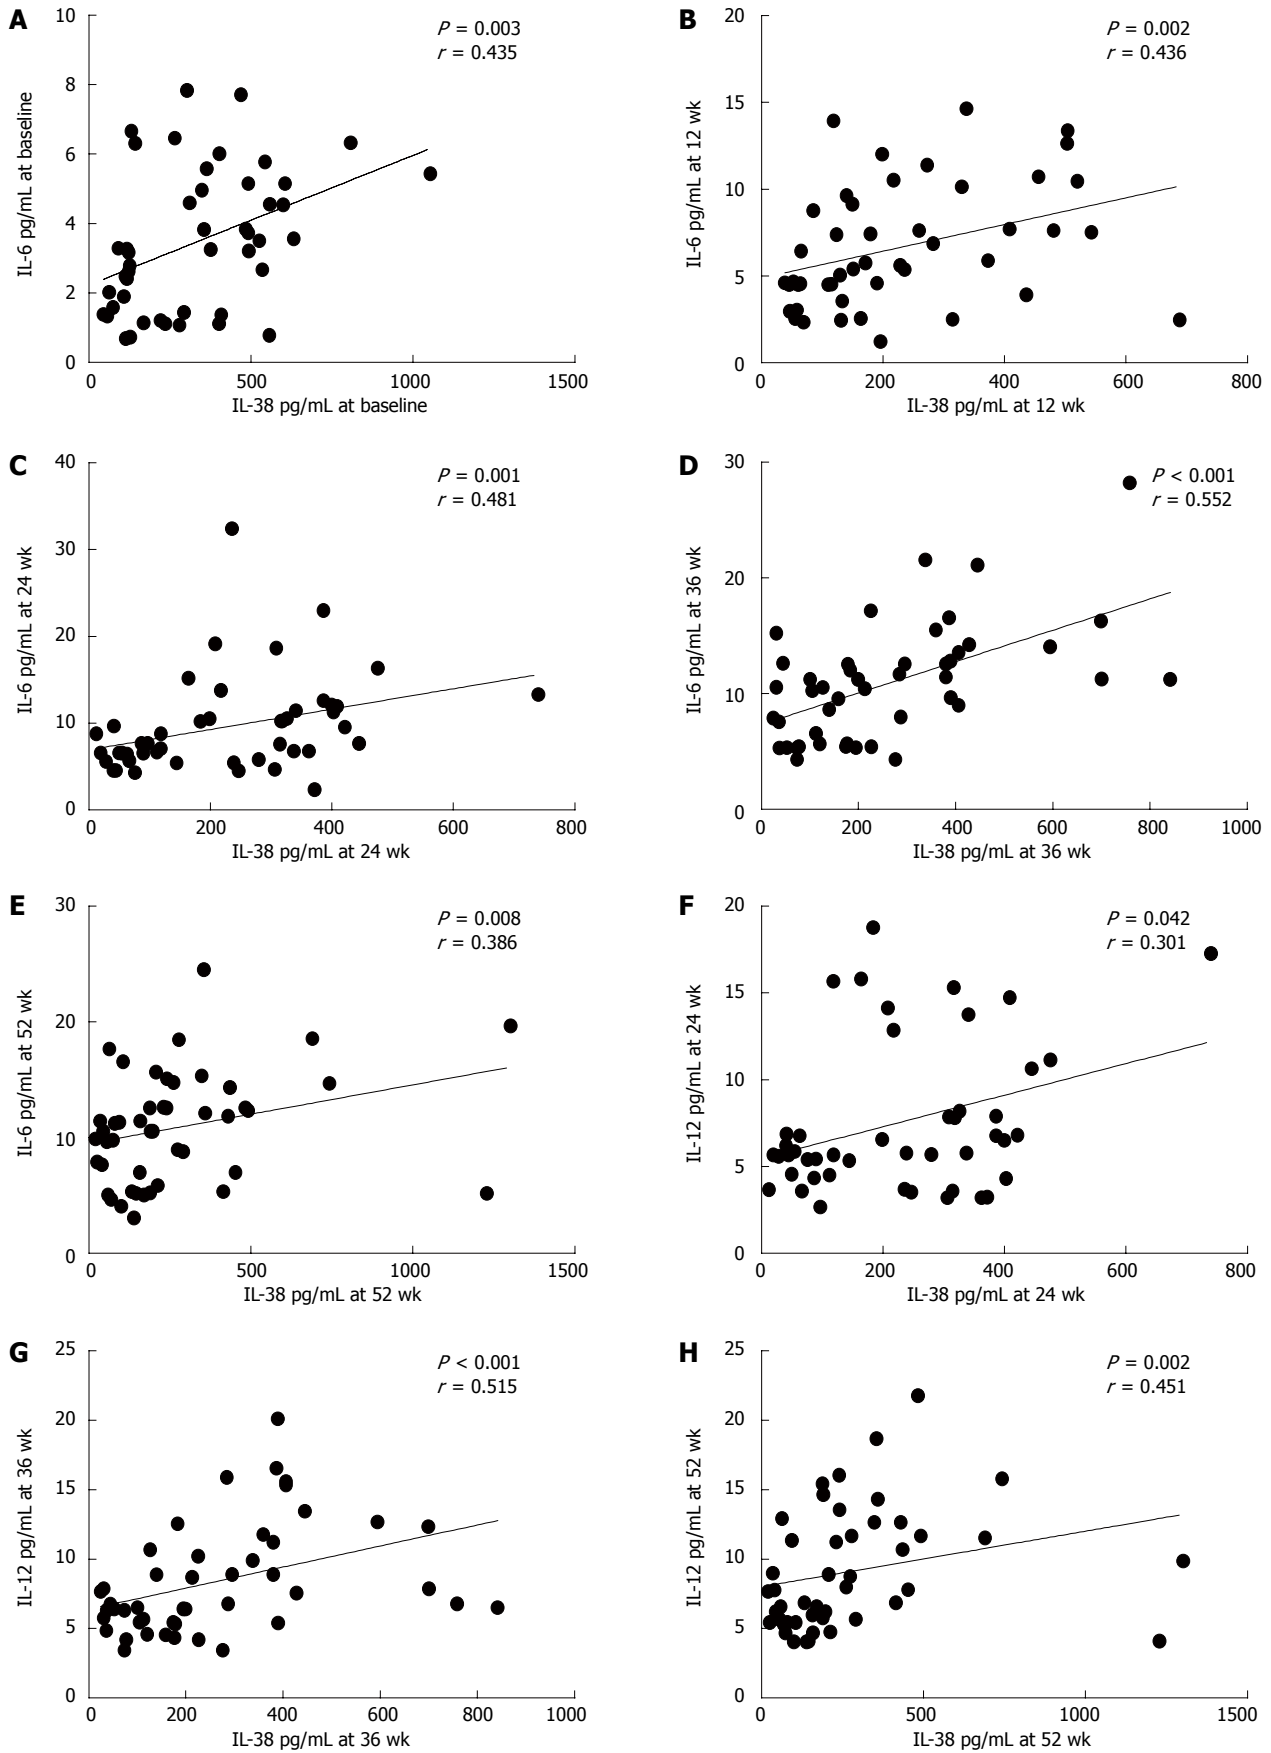 A
P = 0.003
r = 0.435
IL-6 pg/mL at baseline
10
8
6
4
2
0
0 500 1000 1500
IL-38 pg/mL at baseline
B
P = 0.002
r = 0.436
IL-6 pg/mL at 12 wk
20
15
10
5
0
0 200 400 600 800
IL-38 pg/mL at 12 wk
C
P = 0.001
r = 0.481
IL-6 pg/mL at 24 wk
40
30
20
10
0
0 200 400 600 800
IL-38 pg/mL at 24 wk
D
P < 0.001
r = 0.552
IL-6 pg/mL at 36 wk
30
20
10
0
0 200 400 600 800 1000
IL-38 pg/mL at 36 wk
E
P = 0.008
r = 0.386
IL-6 pg/mL at 52 wk
30
20
10
0
0 500 1000 1500
IL-38 pg/mL at 52 wk
F
P = 0.042
r = 0.301
IL-12 pg/mL at 24 wk
20
15
10
5
0
0 200 400 600 800
IL-38 pg/mL at 24 wk
G
P < 0.001
r = 0.515
IL-12 pg/mL at 36 wk
25
20
15
10
5
0
0 200 400 600 800 1000
IL-38 pg/mL at 36 wk
H
P = 0.002
r = 0.451
IL-12 pg/mL at 52 wk
25
20
15
10
5
0
0 500 1000 1500
IL-38 pg/mL at 52 wk